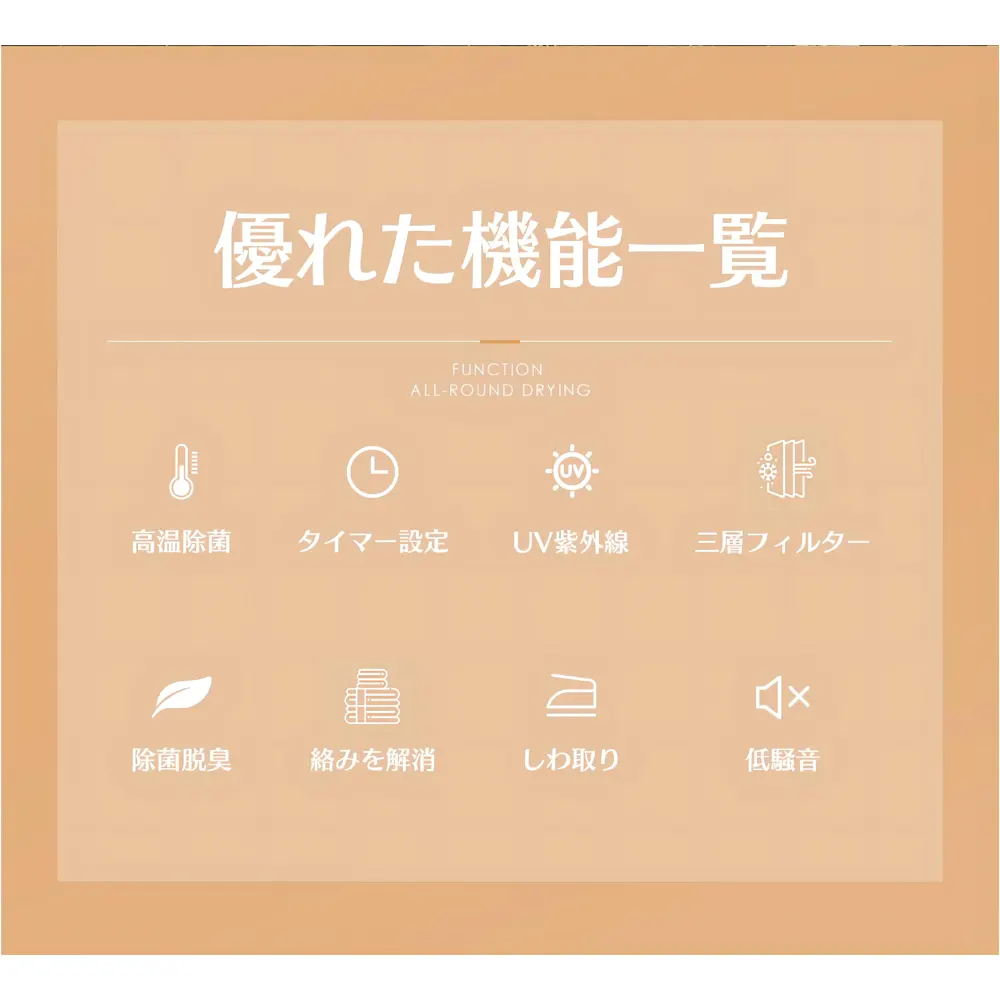 優れた機能一覧
FUNCTION
ALL-ROUND DRYING
高温除菌
タイマー設定
UV
UV紫外線
三層フィルター
除菌脱臭
絡みを解消
しわ取り
低騒音